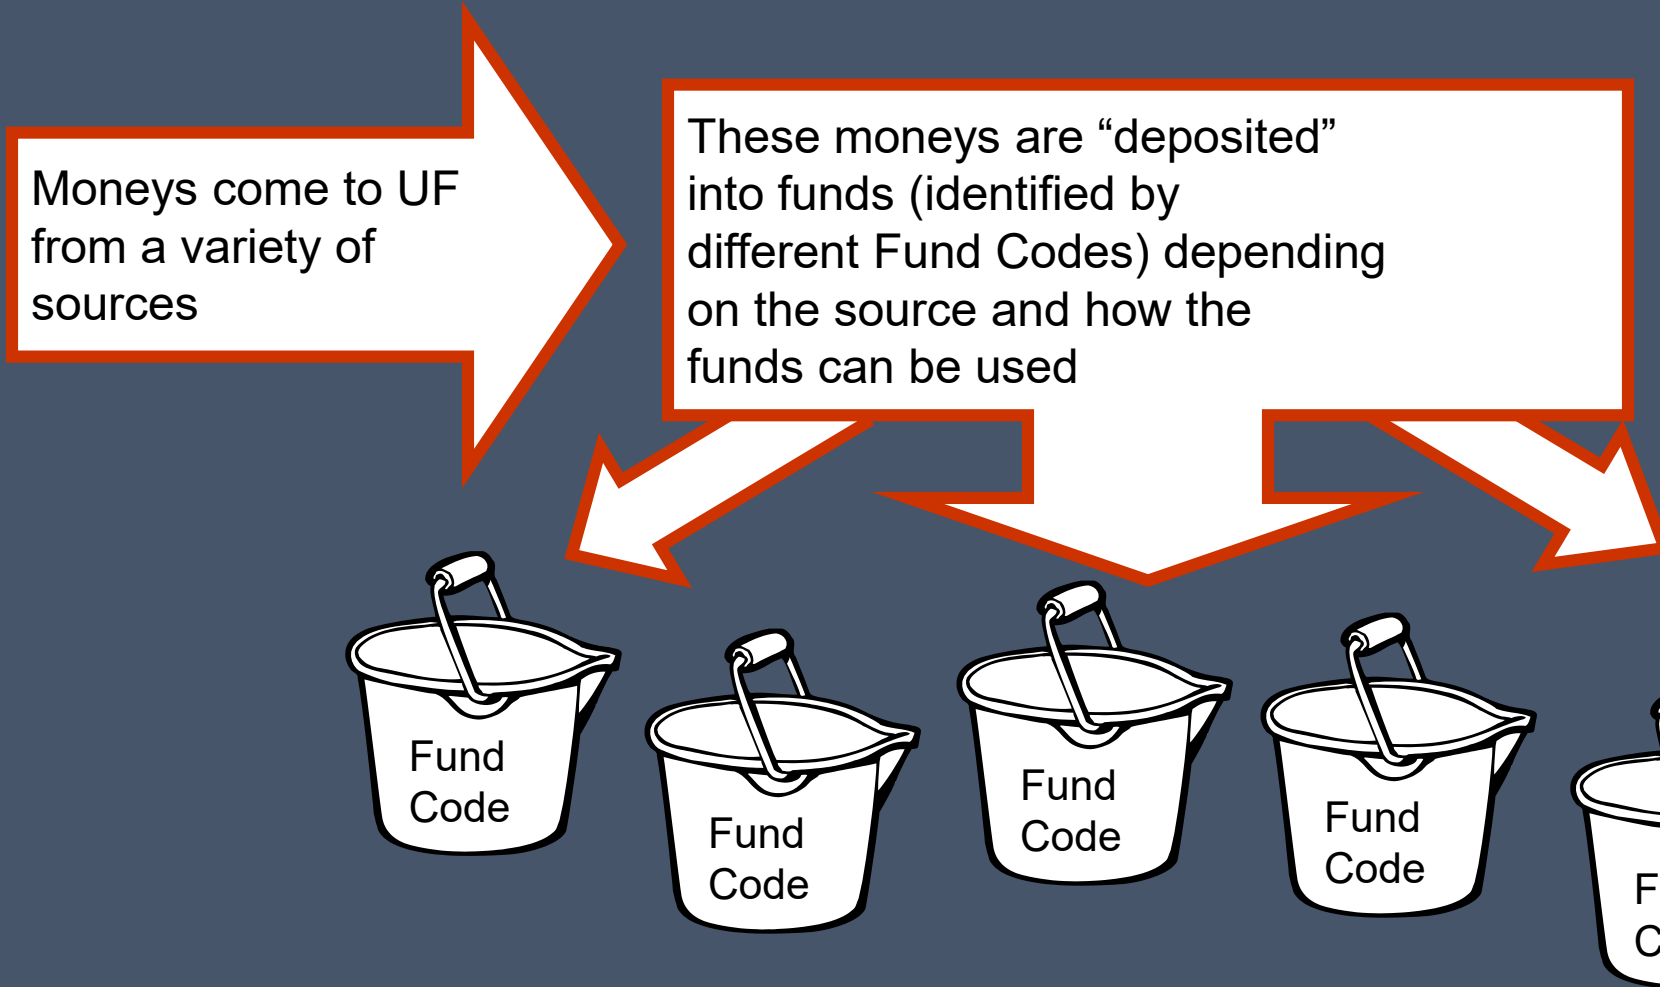 Moneys come to UF
from a variety of
sources
These moneys are “deposited”
into funds (identified by
different Fund Codes) depending
on the source and how the
funds can be used
Fund
Code
Fund
Code
Fund
Code
Fund
Code